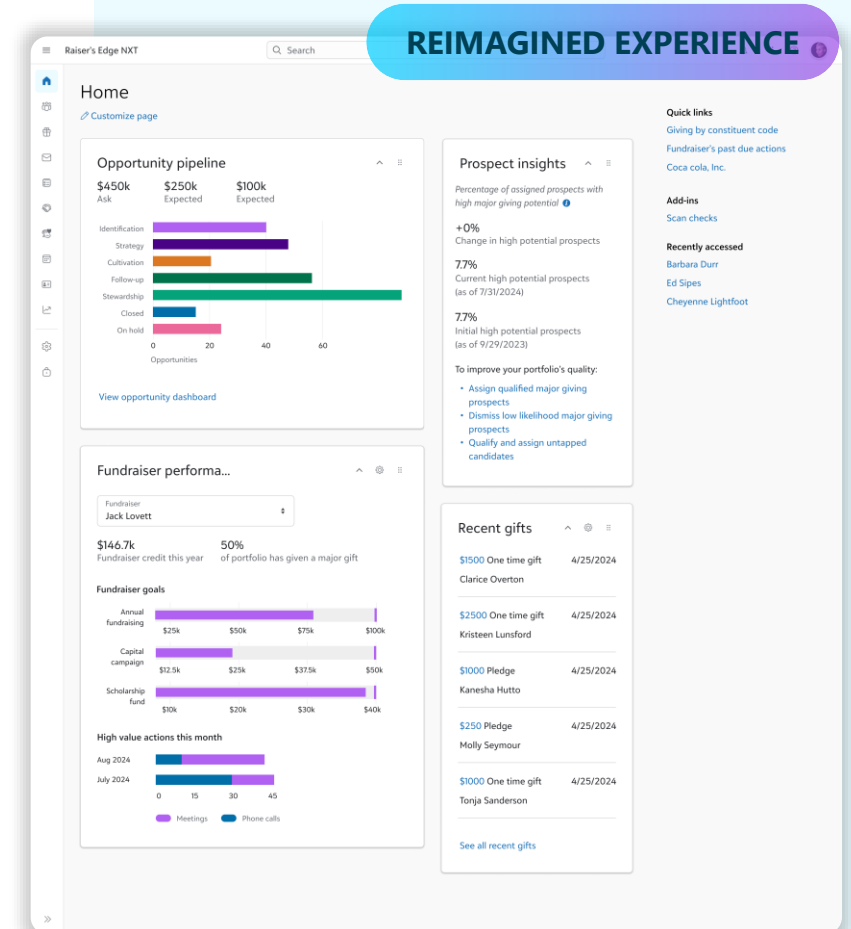 REIMAGINED EXPERIENCE
Raiser's Edge NXT
Search
Home
Customize page
Opportunity pipeline
$450k $250k $100k
Ask Expected Expected
Identification
Strategy
Cultivation
Follow-up
Stewardship
Closed
On hold
0 20 40 60
Opportunities
View opportunity dashboard
Prospect insights
Percentage of assigned prospects with
high major giving potential
+0%
Change in high potential prospects
7.7%
Current high potential prospects
(as of 7/31/2024)
7.7%
Initial high potential prospects
(as of 9/29/2023)
To improve your portfolio's quality:
• Assign qualified major giving
prospects
• Dismiss low likelihood major giving
prospects
• Qualify and assign untapped
candidates
Quick links
Giving by constituent code
Fundraiser's past due actions
Coca cola, Inc.
Add-ins
Scan checks
Recently accessed
Barbara Durr
Ed Sipes
Cheyenne Lightfoot
Fundraiser performa...
Fundraiser
Jack Lovett
$146.7k 50%
Fundraiser credit this year of portfolio has given a major gift
Fundraiser goals
Annual
fundraising
$25k $50k $75k $100k
Capital
campaign
$12.5k $25k $37.5k $50k
Scholarship
fund
$10k $20k $30k $40k
High value actions this month
Aug 2024
July 2024
0 15 30 45
Meetings Phone calls
Recent gifts
$1500 One time gift 4/25/2024
Clarice Overton
$2500 One time gift 4/25/2024
Kristeen Lunsford
$1000 Pledge 4/25/2024
Kanesha Hutto
$250 Pledge 4/25/2024
Molly Seymour
$1000 One time gift 4/25/2024
Tonja Sanderson
See all recent gifts